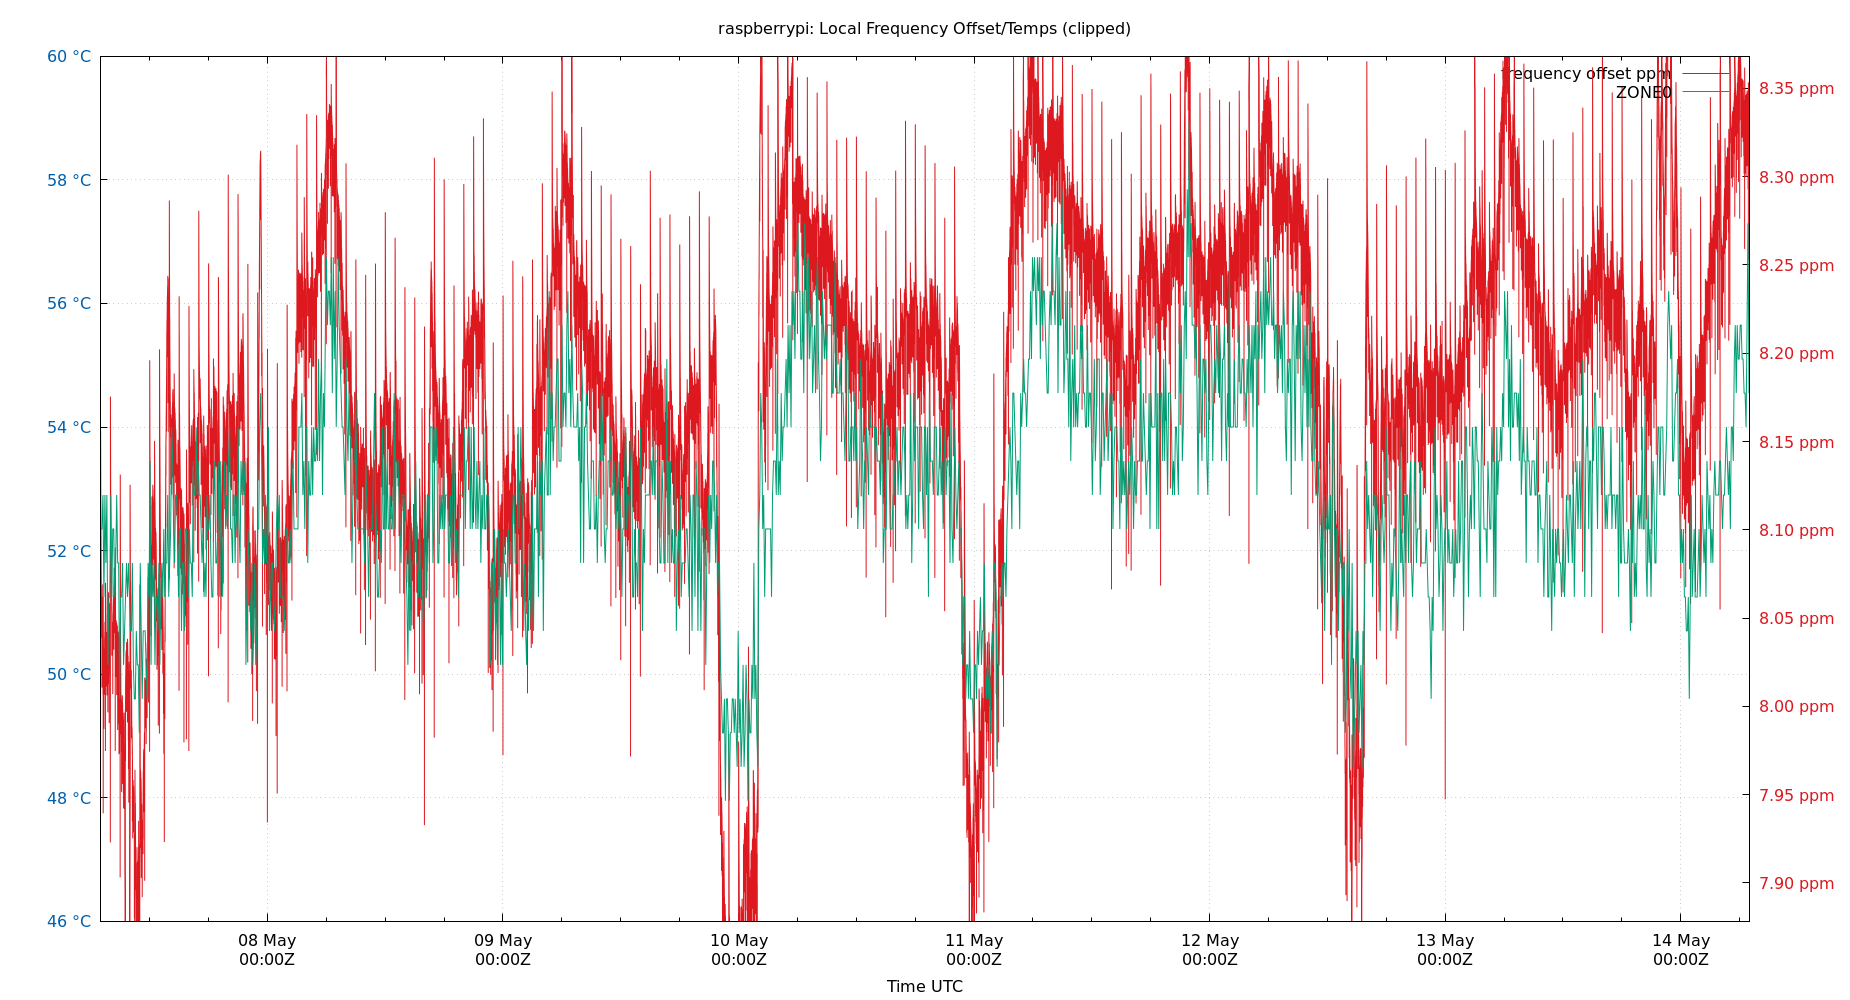 raspberrypi: Local Frequency Offset/Temps (clipped)
60 °C
58 °C
56 °C
54 °C
52 °C
50 °C
48 °C
46 °C
frequency offset ppm
ZONE0
8.35 ppm
8.30 ppm
8.25 ppm
8.20 ppm
8.15 ppm
8.10 ppm
8.05 ppm
8.00 ppm
7.95 ppm
7.90 ppm
08 May
00:00Z
09 May
00:00Z
10 May
00:00Z
11 May
00:00Z
12 May
00:00Z
13 May
00:00Z
14 May
00:00Z
Time UTC